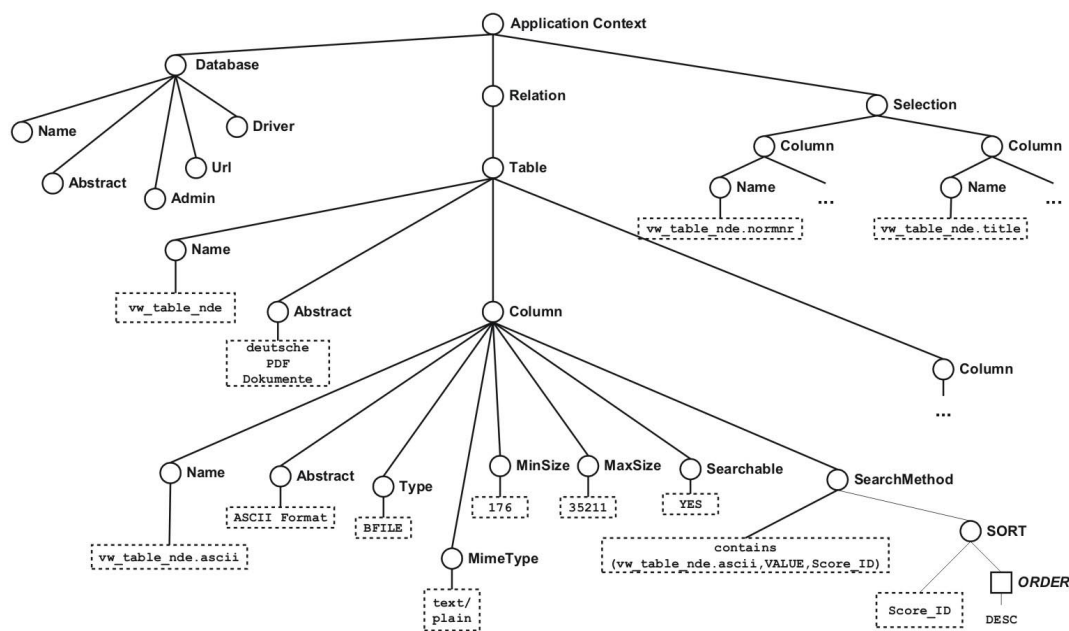 Application Context
Database
Relation
Selection
Name
Abstract
Admin
Url
Driver
Table
Column
Name
...
vw_table_nde.normnr
Column
Name
...
vw_table_nde.title
Name
vw_table_nde
Abstract
deutsche
PDF
Dokumente
Column
Column
...
Name
vw_table_nde.ascii
Abstract
ASCII Format
Type
BFILE
MimeType
text/
plain
MinSize
176
MaxSize
35211
Searchable
YES
SearchMethod
contains
(vw_table_nde.ascii,VALUE,Score_ID)
SORT
Score_ID
ORDER
DESC